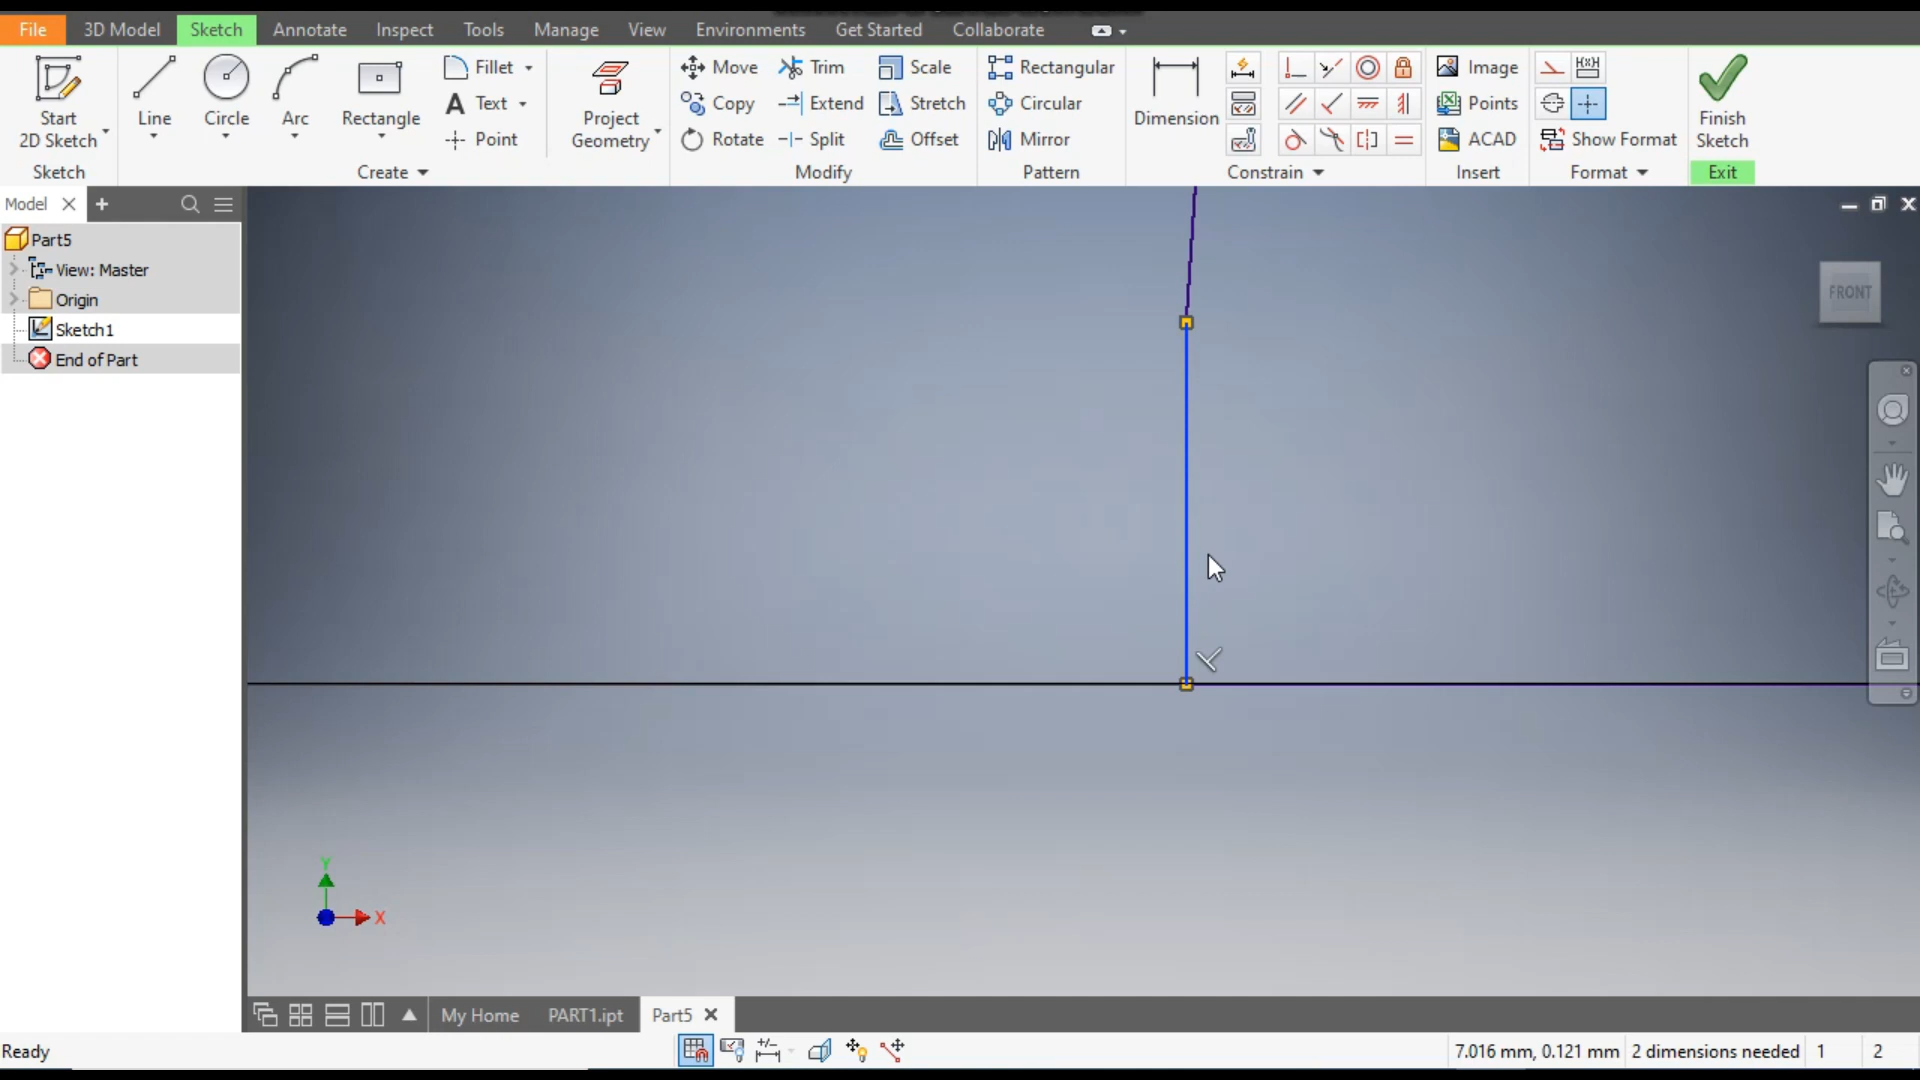 File 3D Model Sketch Annotate Inspect Tools Manage View Environments Get Started Collaborate
Start
2D Sketch
Line
Circle
Arc
Rectangle
Fillet
Text
Point
Project
Geometry
Move
Copy
Rotate
Trim
Extend
Split
Scale
Stretch
Offset
Rectangular
Circular
Mirror
Dimension
Image
Points
ACAD
Show Format
Finish
Sketch
Sketch Create Modify Pattern Constrain Insert Format Exit
Model
Part5
View: Master
Origin
Sketch1
End of Part
FRONT
Y
X
My Home PART1.ipt Part5
Ready 7.016 mm, 0.121 mm 2 dimensions needed 1 2